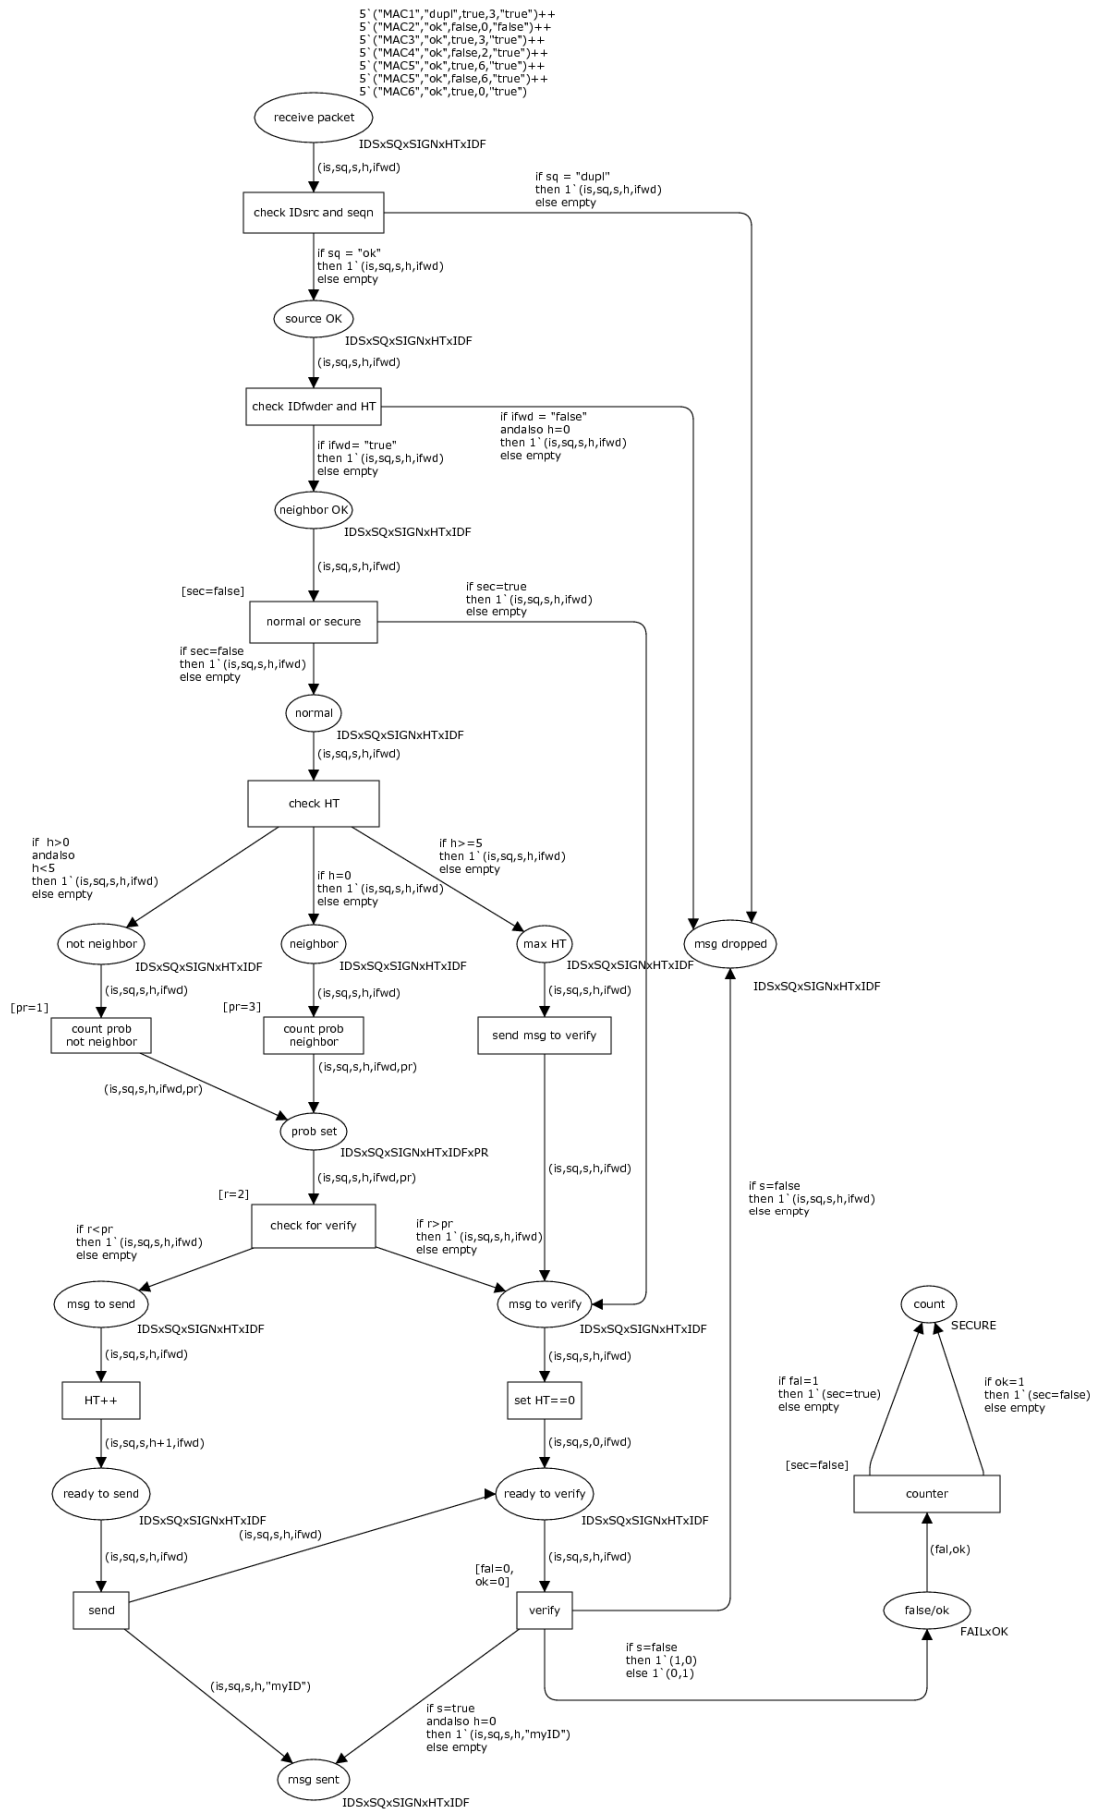 5`("MAC1","dupl",true,3,"true")++
5`("MAC2","ok",false,0,"false")++
5`("MAC3","ok",true,3,"true")++
5`("MAC4","ok",false,2,"true")++
5`("MAC5","ok",true,6,"true")++
5`("MAC5","ok",false,6,"true")++
5`("MAC6","ok",true,0,"true")
receive packet
IDSxSQxSIGNxHTxIDF
(is,sq,s,h,ifwd)
if sq = "dupl"
then 1`(is,sq,s,h,ifwd)
else empty
check IDsrc and seqn
if sq = "ok"
then 1`(is,sq,s,h,ifwd)
else empty
source OK
IDSxSQxSIGNxHTxIDF
(is,sq,s,h,ifwd)
check IDfwder and HT
if ifwd = "false"
andalso h=0
then 1`(is,sq,s,h,ifwd)
else empty
if ifwd= "true"
then 1`(is,sq,s,h,ifwd)
else empty
neighbor OK
IDSxSQxSIGNxHTxIDF
(is,sq,s,h,ifwd)
[sec=false]
if sec=true
then 1`(is,sq,s,h,ifwd)
else empty
normal or secure
if sec=false
then 1`(is,sq,s,h,ifwd)
else empty
normal
IDSxSQxSIGNxHTxIDF
(is,sq,s,h,ifwd)
check HT
if  h>0
andalso
h<5
then 1`(is,sq,s,h,ifwd)
else empty
if h=0
then 1`(is,sq,s,h,ifwd)
else empty
if h>=5
then 1`(is,sq,s,h,ifwd)
else empty
not neighbor
IDSxSQxSIGNxHTxIDF
neighbor
IDSxSQxSIGNxHTxIDF
max HT
IDSxSQxSIGNxHTxIDF
msg dropped
IDSxSQxSIGNxHTxIDF
(is,sq,s,h,ifwd)
(is,sq,s,h,ifwd)
(is,sq,s,h,ifwd)
[pr=1]
count prob
not neighbor
[pr=3]
count prob
neighbor
send msg to verify
(is,sq,s,h,ifwd,pr)
(is,sq,s,h,ifwd,pr)
prob set
IDSxSQxSIGNxHTxIDFxPR
(is,sq,s,h,ifwd)
(is,sq,s,h,ifwd,pr)
[r=2]
check for verify
if s=false
then 1`(is,sq,s,h,ifwd)
else empty
if r<pr
then 1`(is,sq,s,h,ifwd)
else empty
if r>pr
then 1`(is,sq,s,h,ifwd)
else empty
msg to send
IDSxSQxSIGNxHTxIDF
msg to verify
IDSxSQxSIGNxHTxIDF
count
SECURE
(is,sq,s,h,ifwd)
(is,sq,s,h,ifwd)
if fal=1
then 1`(sec=true)
else empty
if ok=1
then 1`(sec=false)
else empty
HT++
set HT==0
(is,sq,s,h+1,ifwd)
(is,sq,s,0,ifwd)
[sec=false]
counter
ready to send
IDSxSQxSIGNxHTxIDF
ready to verify
IDSxSQxSIGNxHTxIDF
(is,sq,s,h,ifwd)
(is,sq,s,h,ifwd)
(is,sq,s,h,ifwd)
(fal,ok)
[fal=0,
ok=0]
send
verify
false/ok
FAILxOK
if s=false
then 1`(1,0)
else 1`(0,1)
(is,sq,s,h,"myID")
if s=true
andalso h=0
then 1`(is,sq,s,h,"myID")
else empty
msg sent
IDSxSQxSIGNxHTxIDF